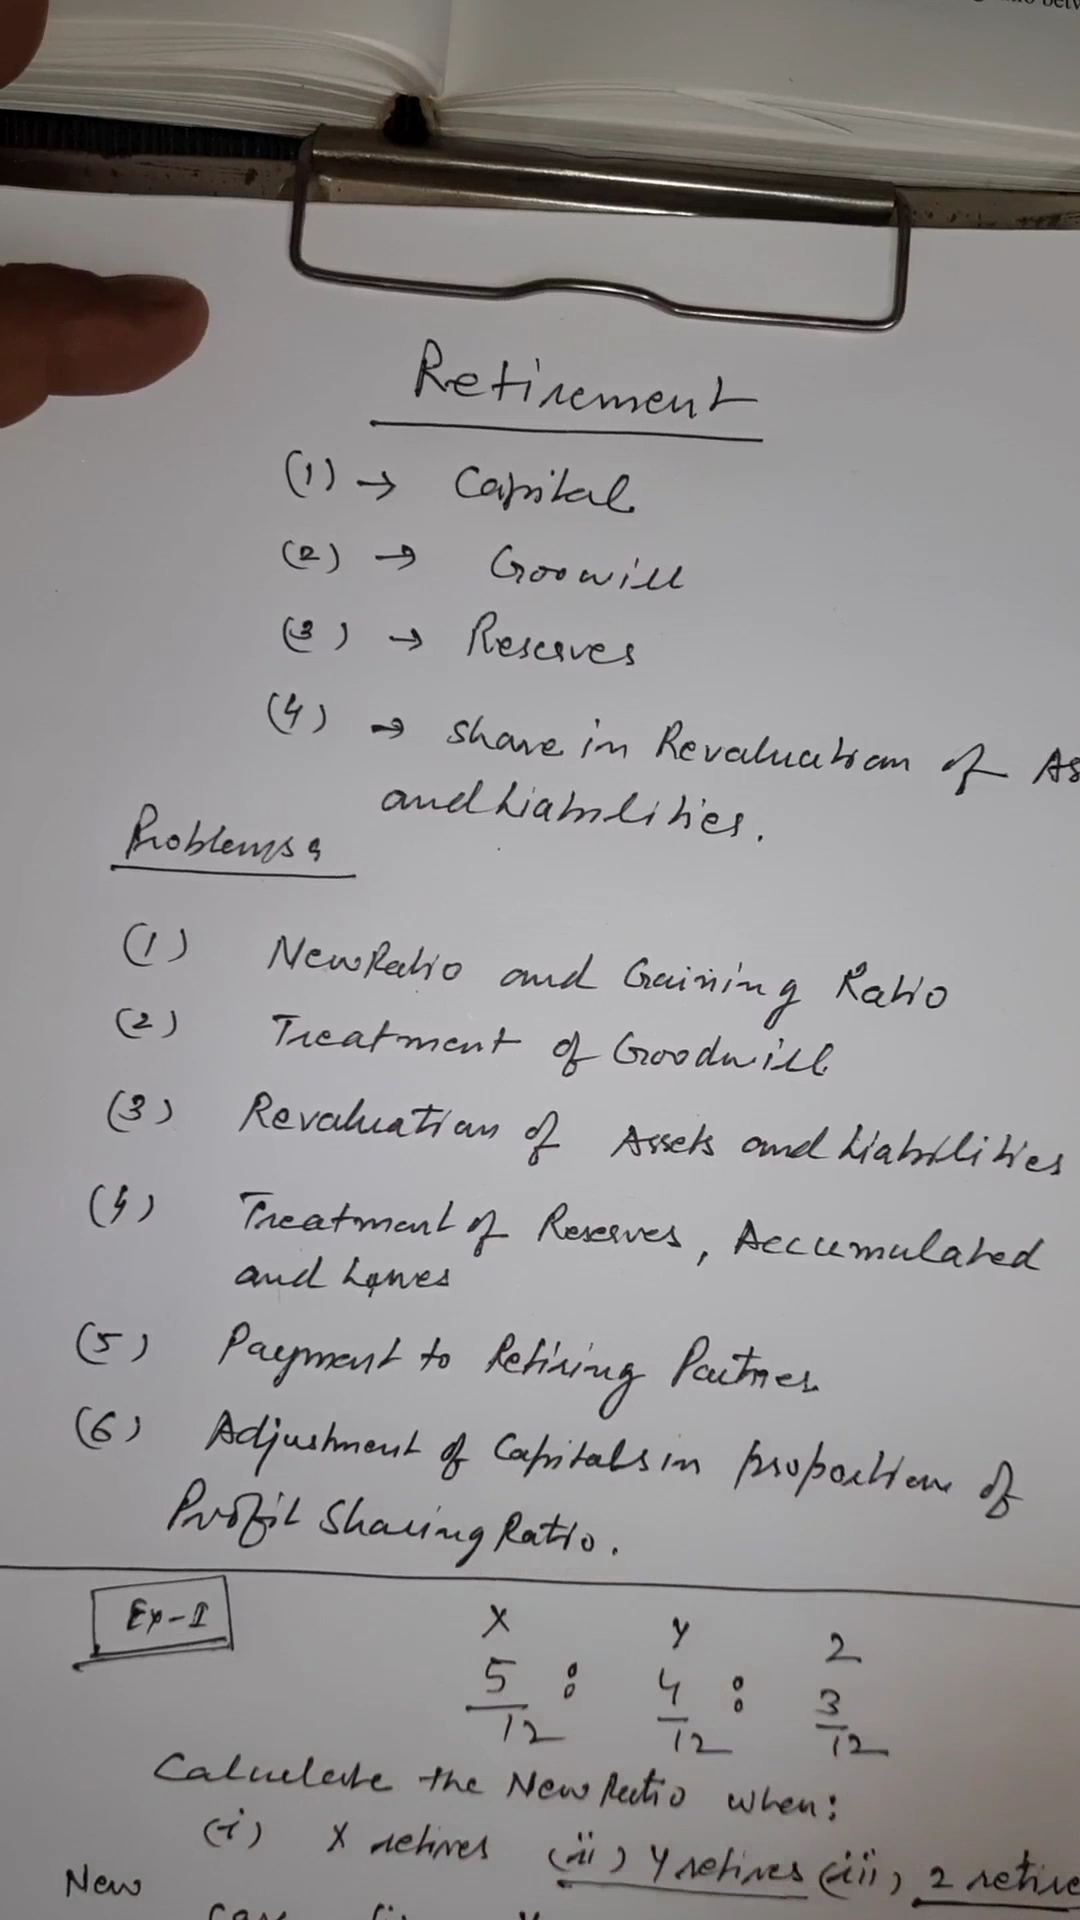 Retirement
(1) → Capital
(2) → Goowill
(3) → Reserves
(4) → Share in Revaluation of As
and Liabilities.
Problems:
(1) New Ratio and Gaining Ratio
(2) Treatment of Goodwill
(3) Revaluation of Assets and Liabilities
(4) Treatment of Reserves, Accumulated
and Losses
(5) Payment to Retiring Partner
(6) Adjustment of Capitals in proportion of
Profit Sharing Ratio.
Ex-I
X Y Z
5/12 : 4/12 : 3/12
Calculate the New Ratio when:
(i) X retires (ii) Y retires (iii) Z retire
New